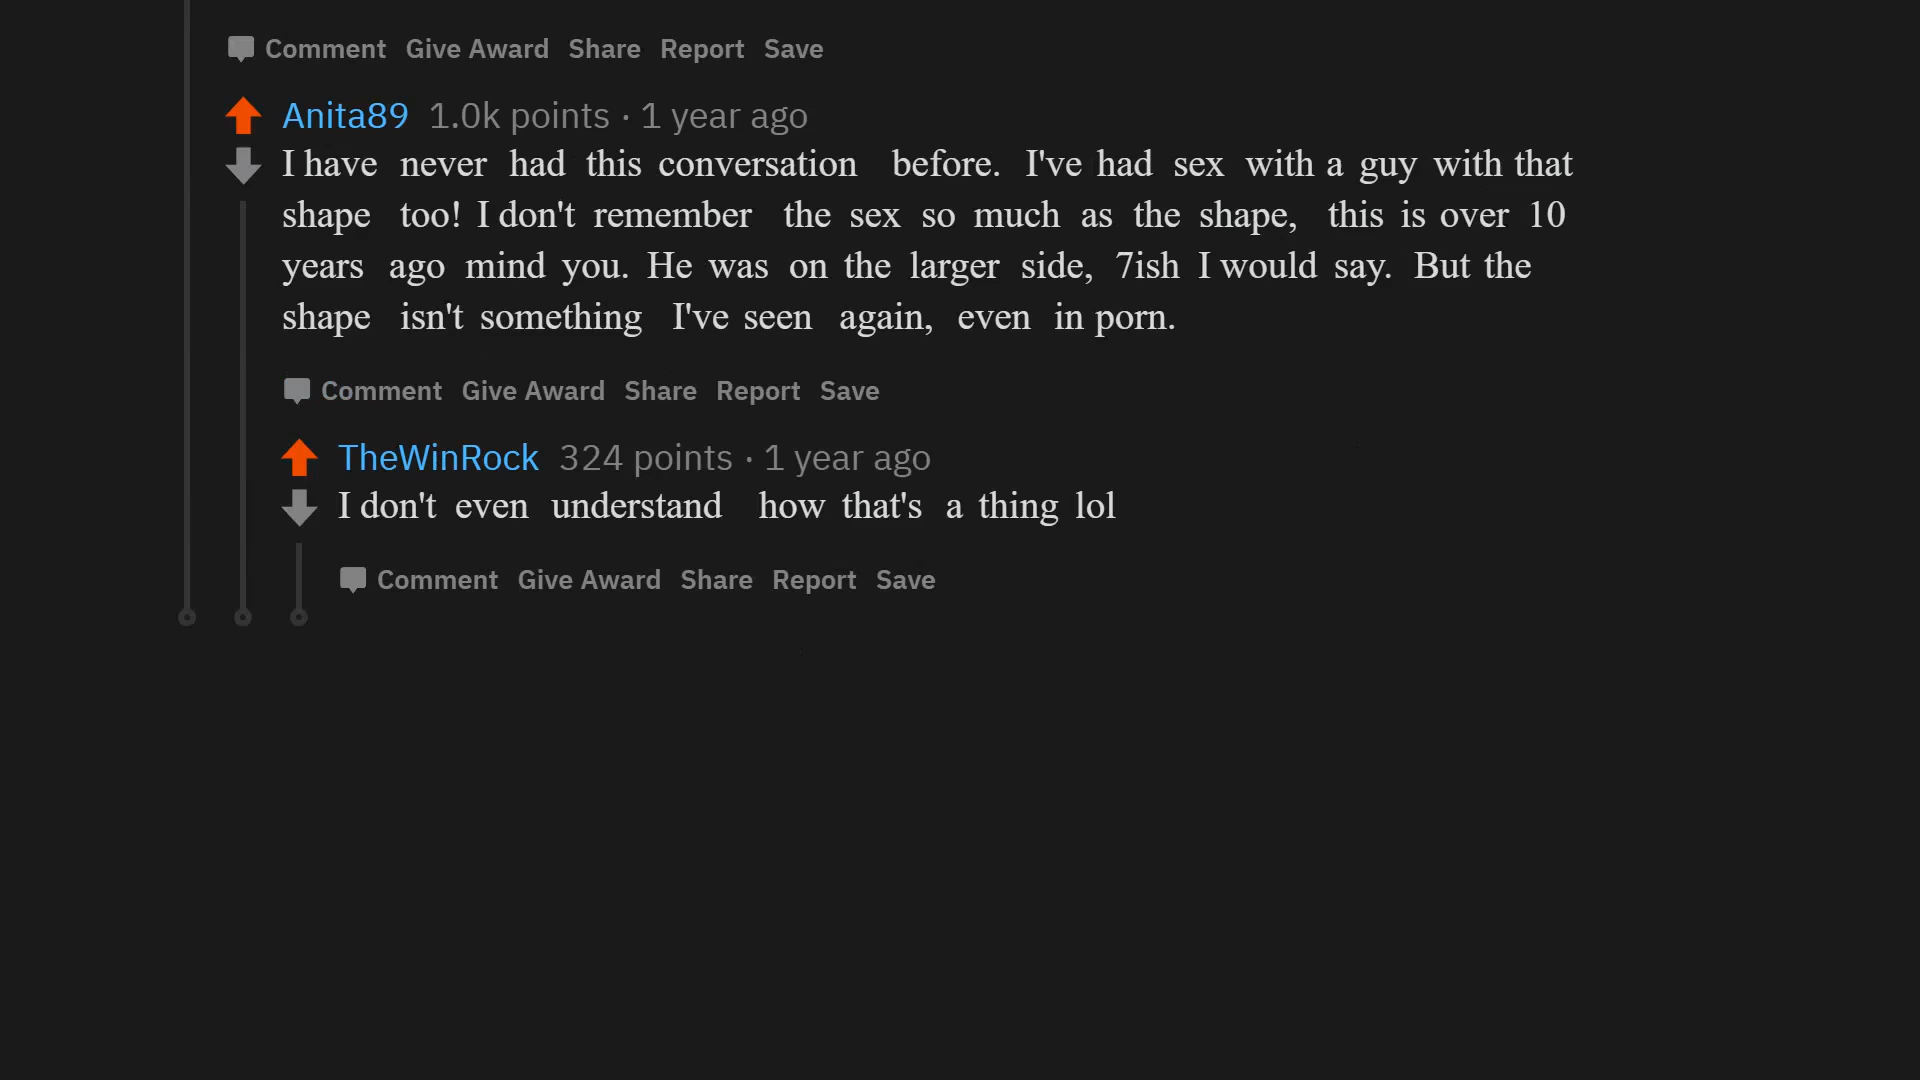 Comment Give Award Share Report Save
Anita89 1.0k points · 1 year ago
I have never had this conversation before. I've had sex with a guy with that
shape too! I don't remember the sex so much as the shape, this is over 10
years ago mind you. He was on the larger side, 7ish I would say. But the
shape isn't something I've seen again, even in porn.
Comment Give Award Share Report Save
TheWinRock 324 points · 1 year ago
I don't even understand how that's a thing lol
Comment Give Award Share Report Save